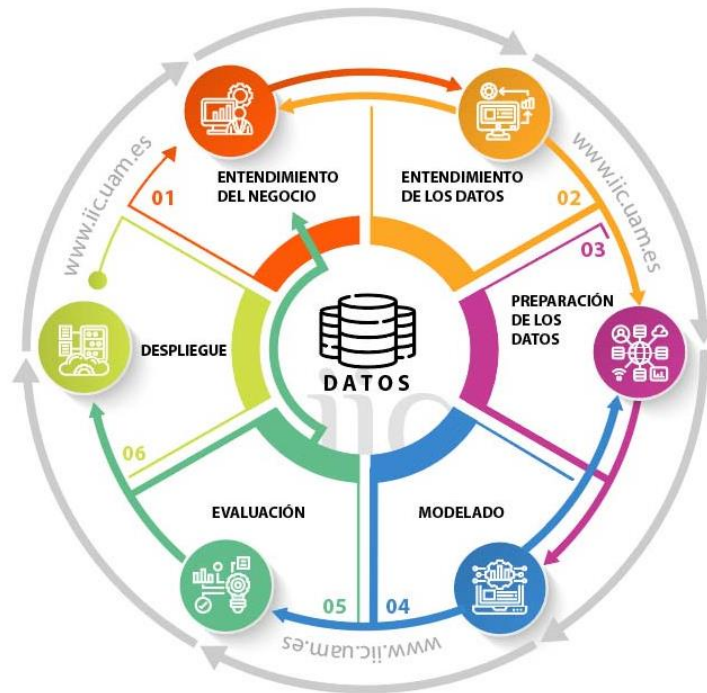 01
ENTENDIMIENTO
DEL NEGOCIO
02
ENTENDIMIENTO
DE LOS DATOS
03
PREPARACIÓN
DE LOS
DATOS
04
MODELADO
05
EVALUACIÓN
06
DESPLIEGUE
DATOS
iic
www.iic.uam.es
www.iic.uam.es
www.iic.uam.es